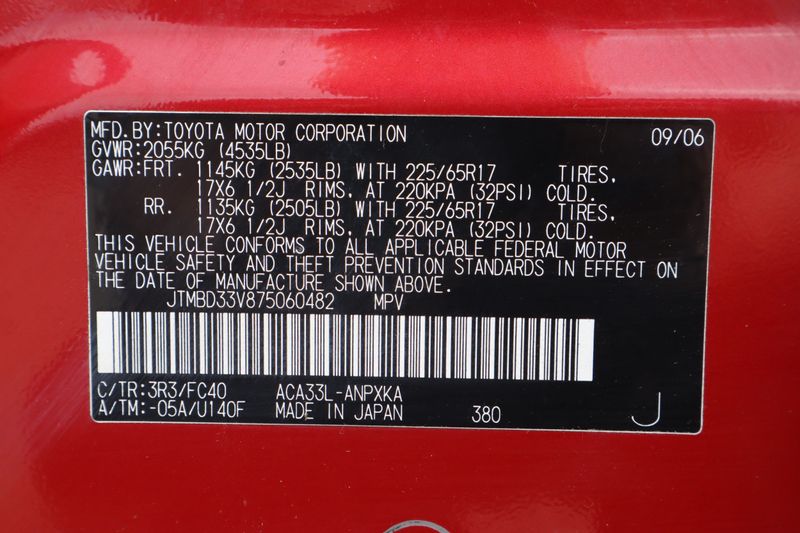 MFD.BY:TOYOTA MOTOR CORPORATION 09/06
GVWR:2055KG (4535LB)
GAWR:FRT. 1145KG (2535LB) WITH 225/65R17 TIRES,
17X6 1/2J RIMS, AT 220KPA (32PSI) COLD.
RR. 1135KG (2505LB) WITH 225/65R17 TIRES,
17X6 1/2J RIMS, AT 220KPA (32PSI) COLD.
THIS VEHICLE CONFORMS TO ALL APPLICABLE FEDERAL MOTOR
VEHICLE SAFETY AND THEFT PREVENTION STANDARDS IN EFFECT ON
THE DATE OF MANUFACTURE SHOWN ABOVE.
JTMBD33V875060482 MPV
C/TR:3R3/FC40 ACA33L-ANPXKA
A/TM:-05A/U140F MADE IN JAPAN 380 J